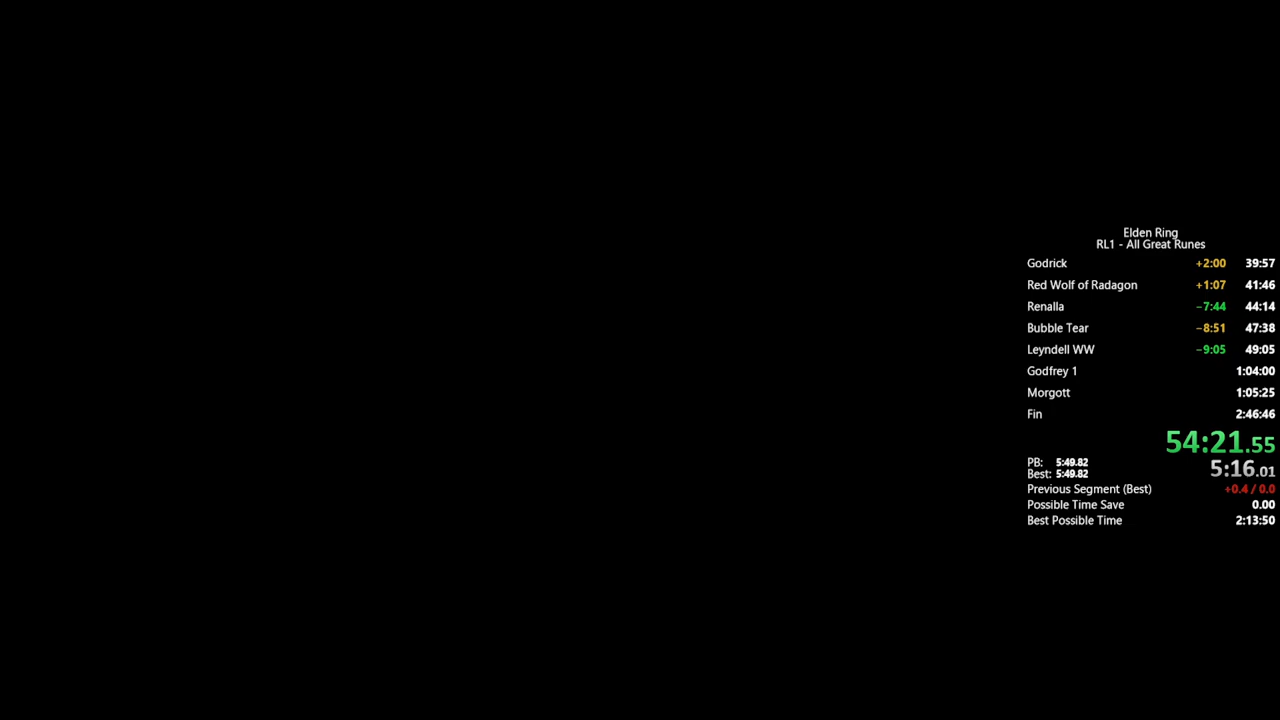 Elden Ring
RL1 - All Great Runes
Godrick +2:00 39:57
Red Wolf of Radagon +1:07 41:46
Renalla −7:44 44:14
Bubble Tear −8:51 47:38
Leyndell WW −9:05 49:05
Godfrey 1 1:04:00
Morgott 1:05:25
Fin 2:46:46
54:21.55
PB: 5:49.82 5:16.01
Best: 5:49.82
Previous Segment (Best) +0.4 / 0.0
Possible Time Save 0.00
Best Possible Time 2:13:50